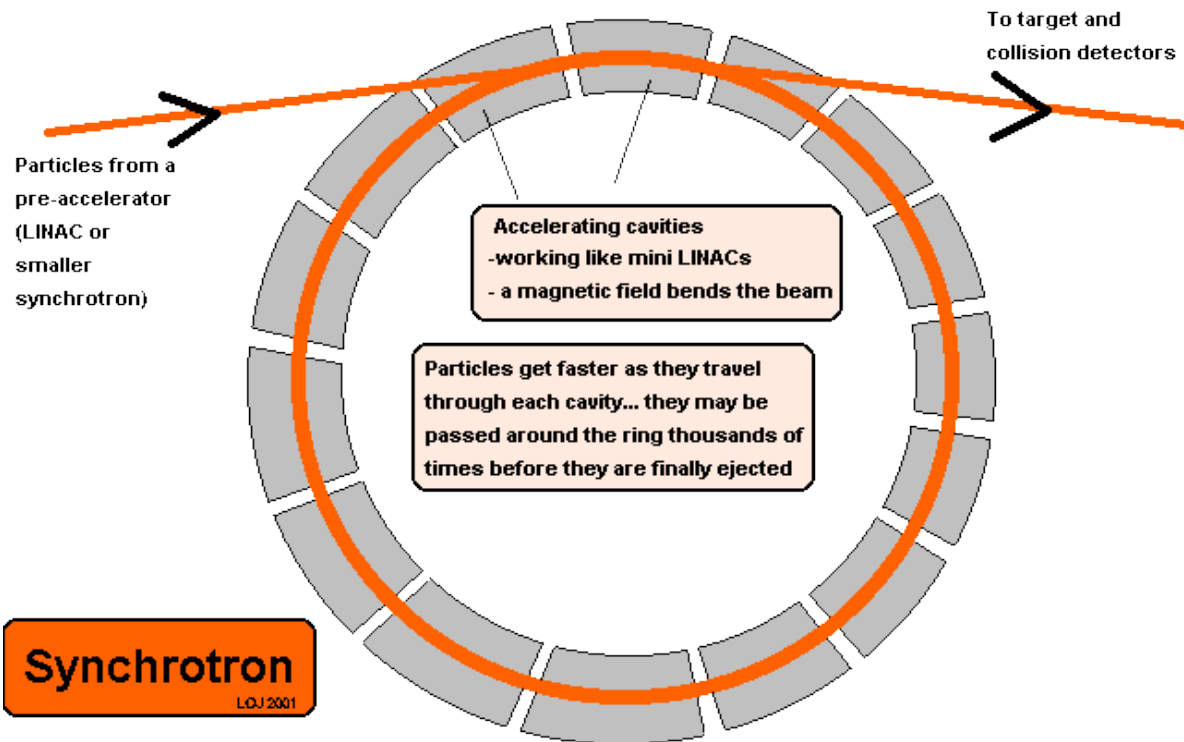 To target and
collision detectors
Particles from a
pre-accelerator
(LINAC or
smaller
synchrotron)
Accelerating cavities
-working like mini LINACs
- a magnetic field bends the beam
Particles get faster as they travel
through each cavity... they may be
passed around the ring thousands of
times before they are finally ejected
Synchrotron
LOJ 2001